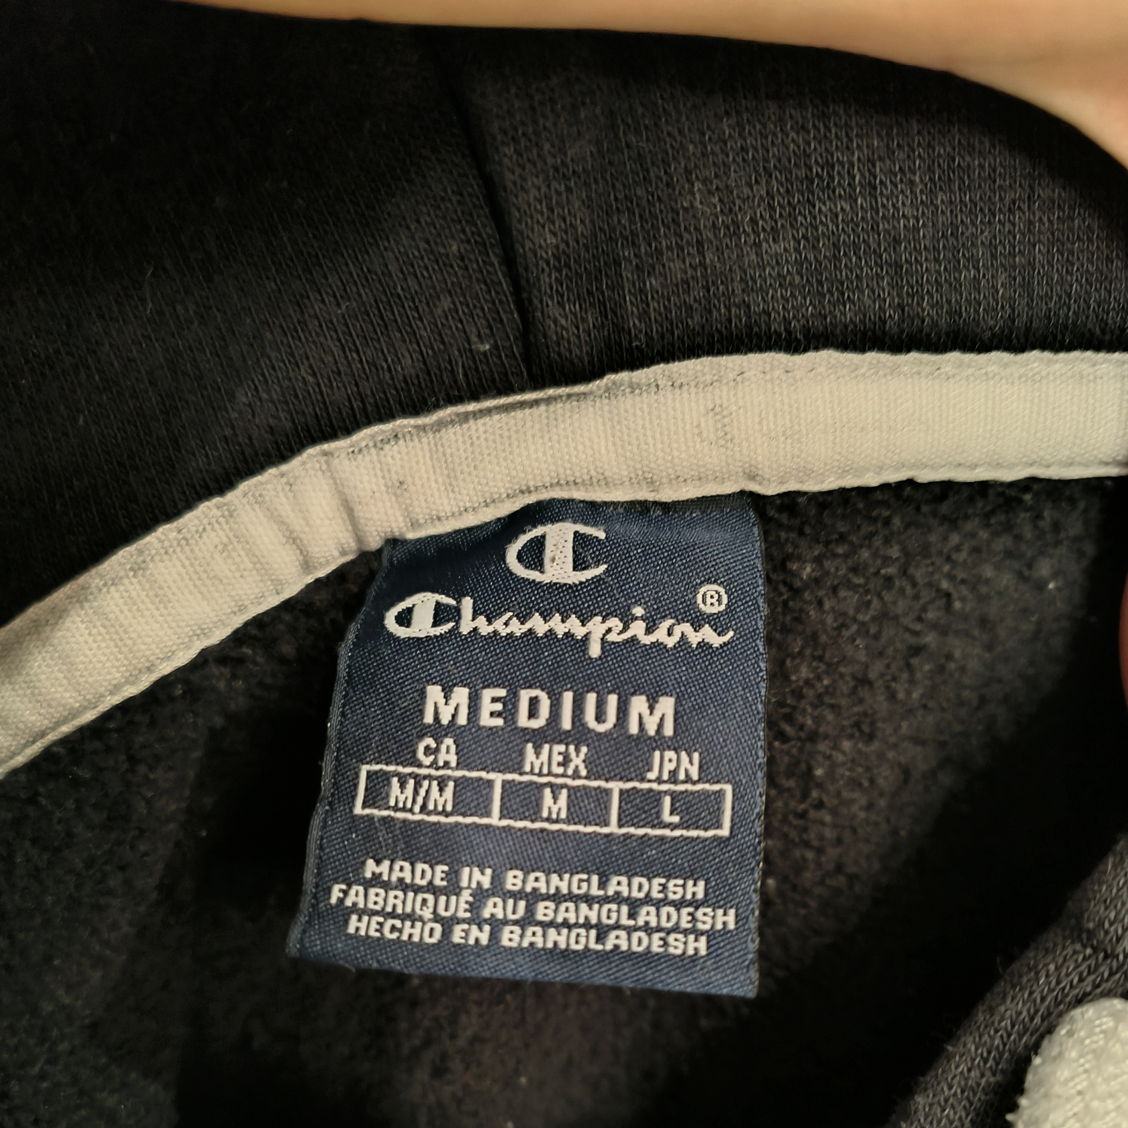 C
Champion®
MEDIUM
CA MEX JPN
M/M M L
MADE IN BANGLADESH
FABRIQUÉ AU BANGLADESH
HECHO EN BANGLADESH